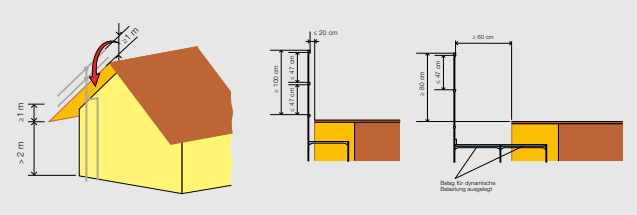 ≥1 m
≥1 m
> 2 m
≤ 20 cm
≥ 100 cm
≤ 47 cm
≤ 47 cm
≥ 60 cm
≥ 80 cm
≤ 47 cm
Belag für dynamische
Belastung ausgelegt